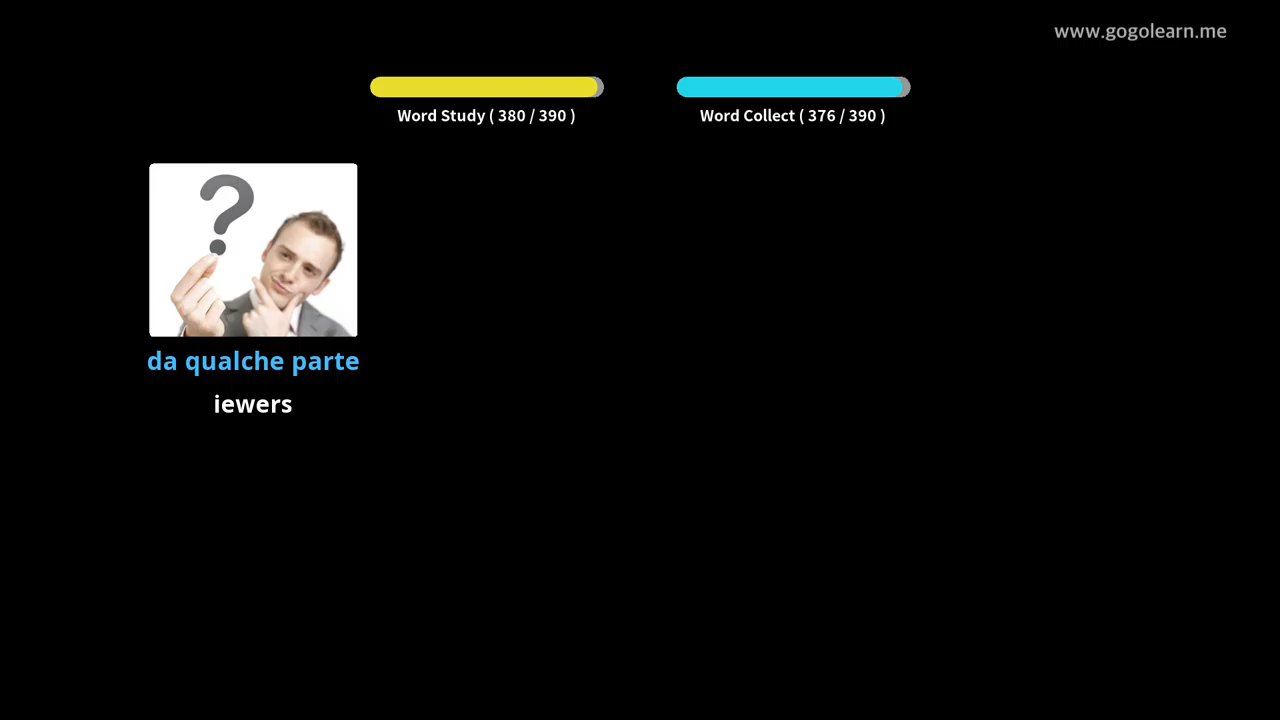 www.gogolearn.me
Word Study ( 380 / 390 )
Word Collect ( 376 / 390 )
?
da qualche parte
iewers